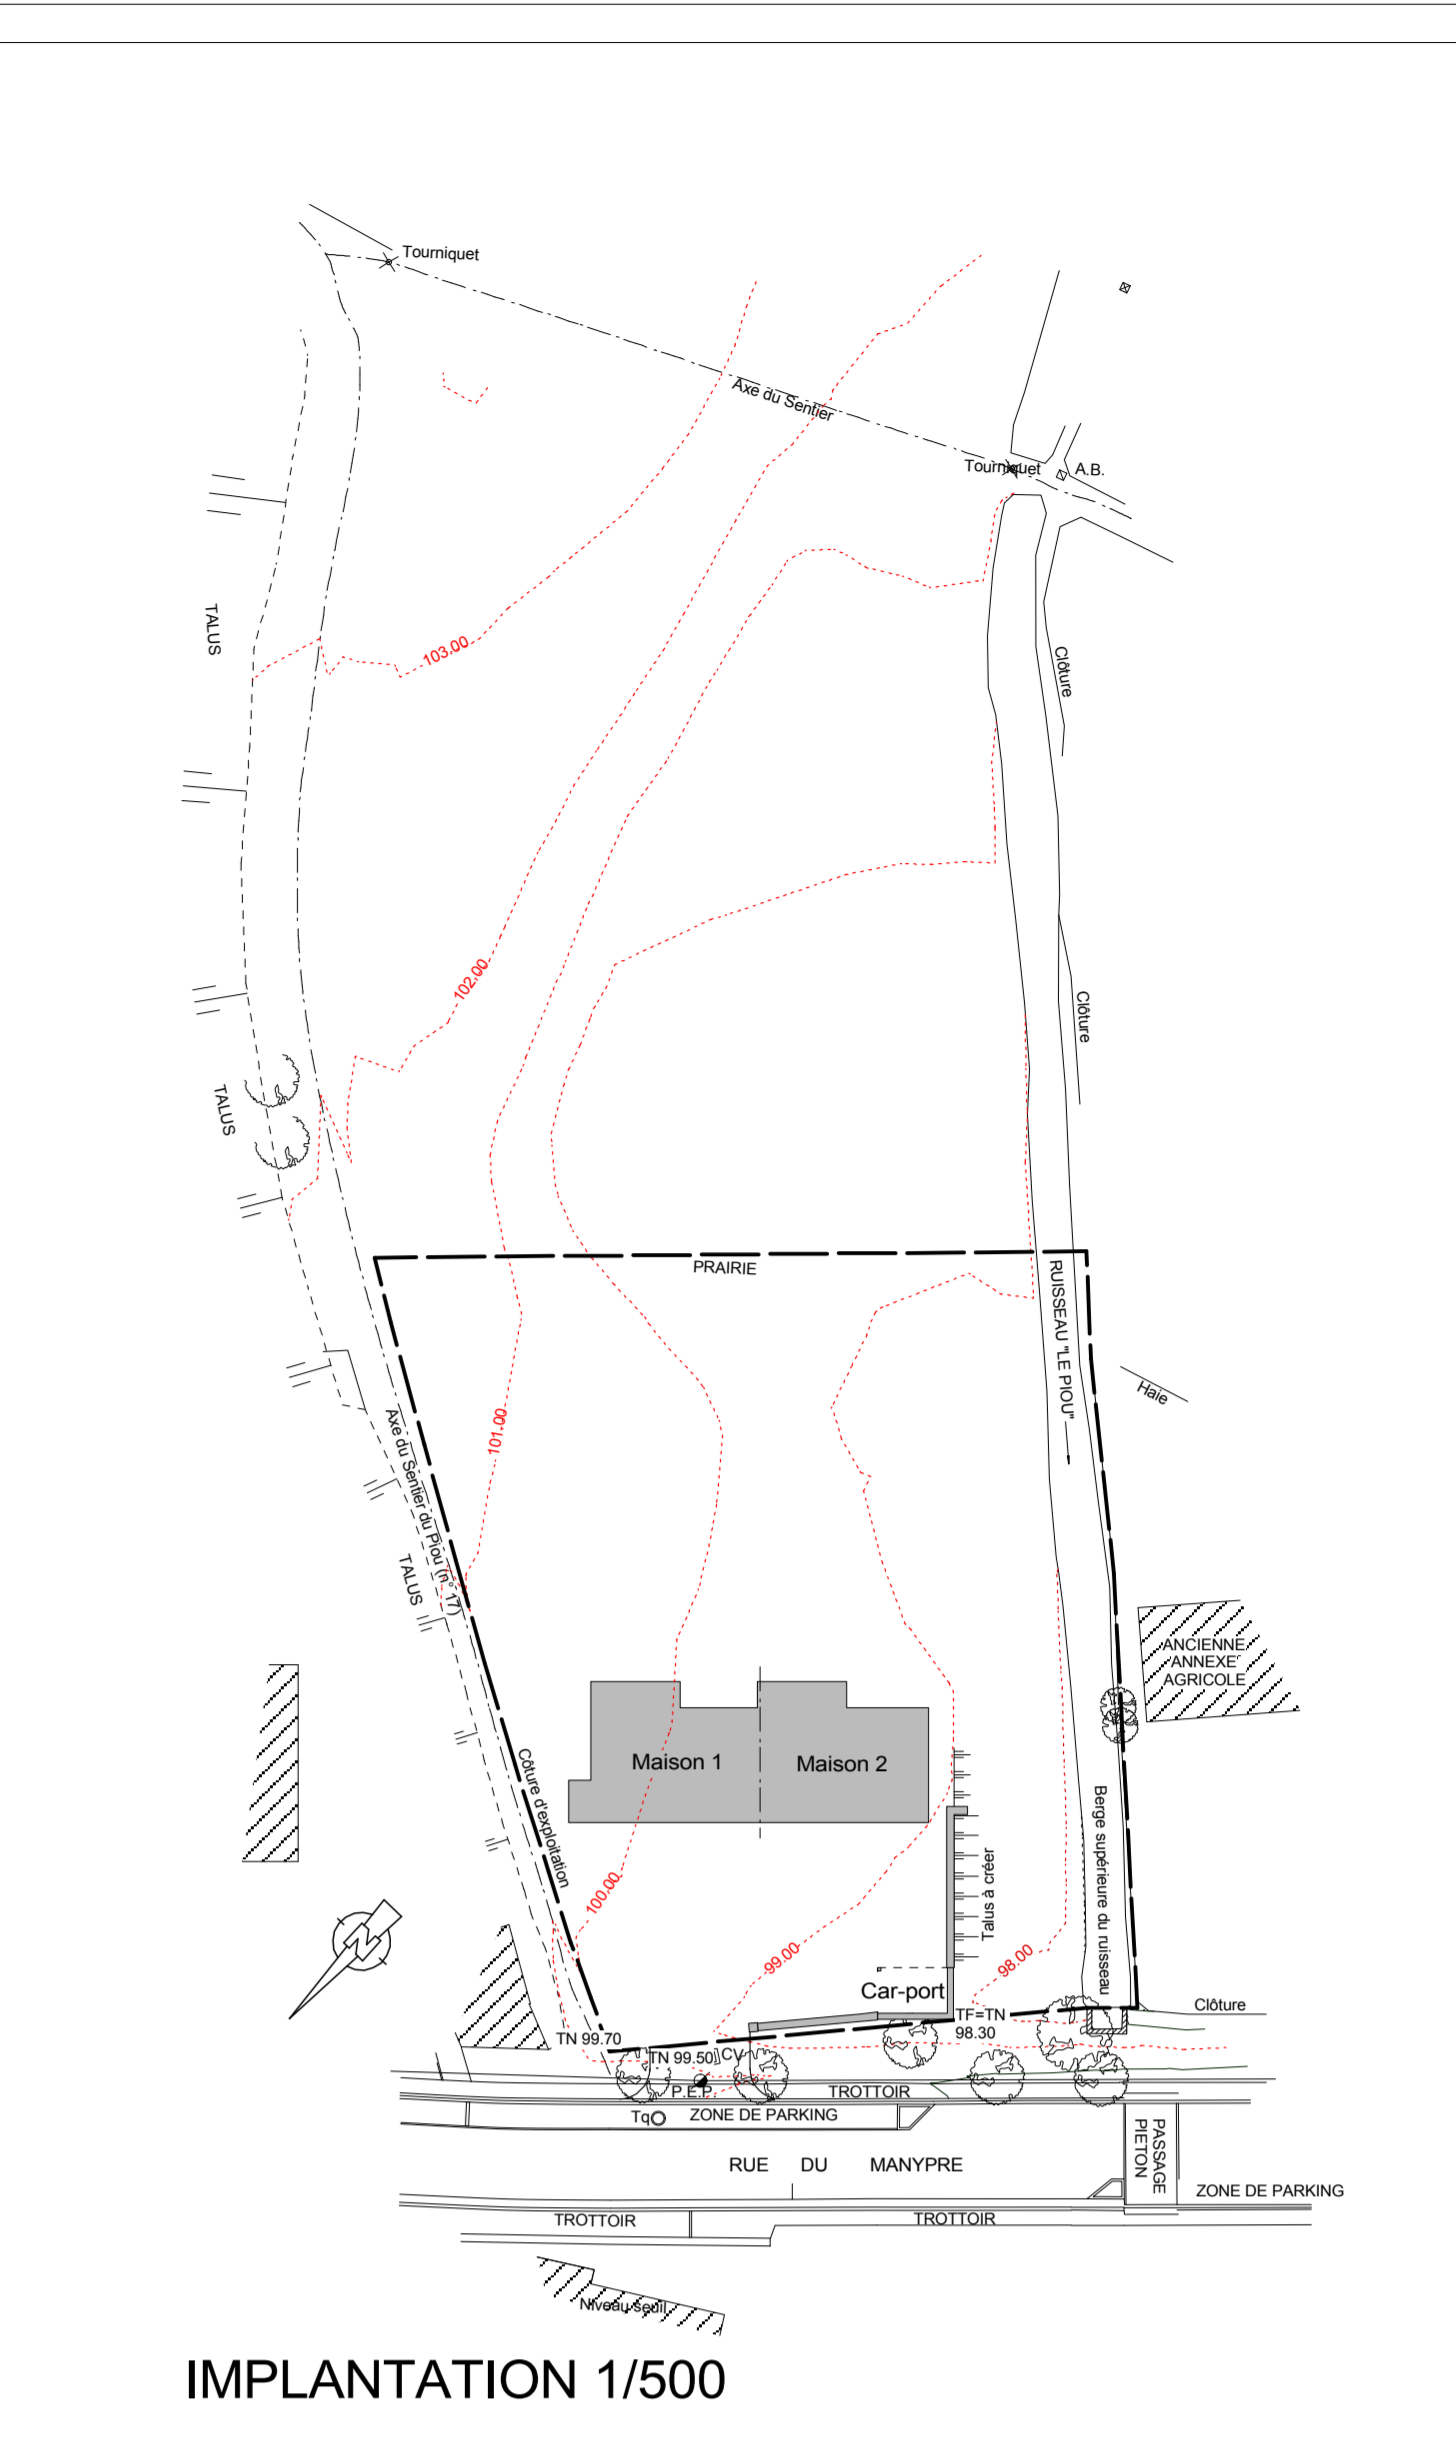 Tourniquet
Axe du Sentier
Tourniquet
A.B.
TALUS
103.00
Clôture
102.00
Clôture
TALUS
PRAIRIE
RUISSEAU "LE PIOU"
Haie
101.00
Axe du Sentier du Piou (n° 17)
TALUS
ANCIENNE
ANNEXE
AGRICOLE
Maison 1
Maison 2
Côture d'exploitation
Berge supérieure du ruisseau
Talus à créer
100.00
99.00
98.00
N
Car-port
Clôture
TF=TN
98.30
TN 99.70
TN 99.50
CV
P.E.P.
TROTTOIR
Tq
ZONE DE PARKING
PASSAGE
PIETON
RUE DU MANYPRE
ZONE DE PARKING
TROTTOIR
TROTTOIR
Niveau seuil
IMPLANTATION 1/500